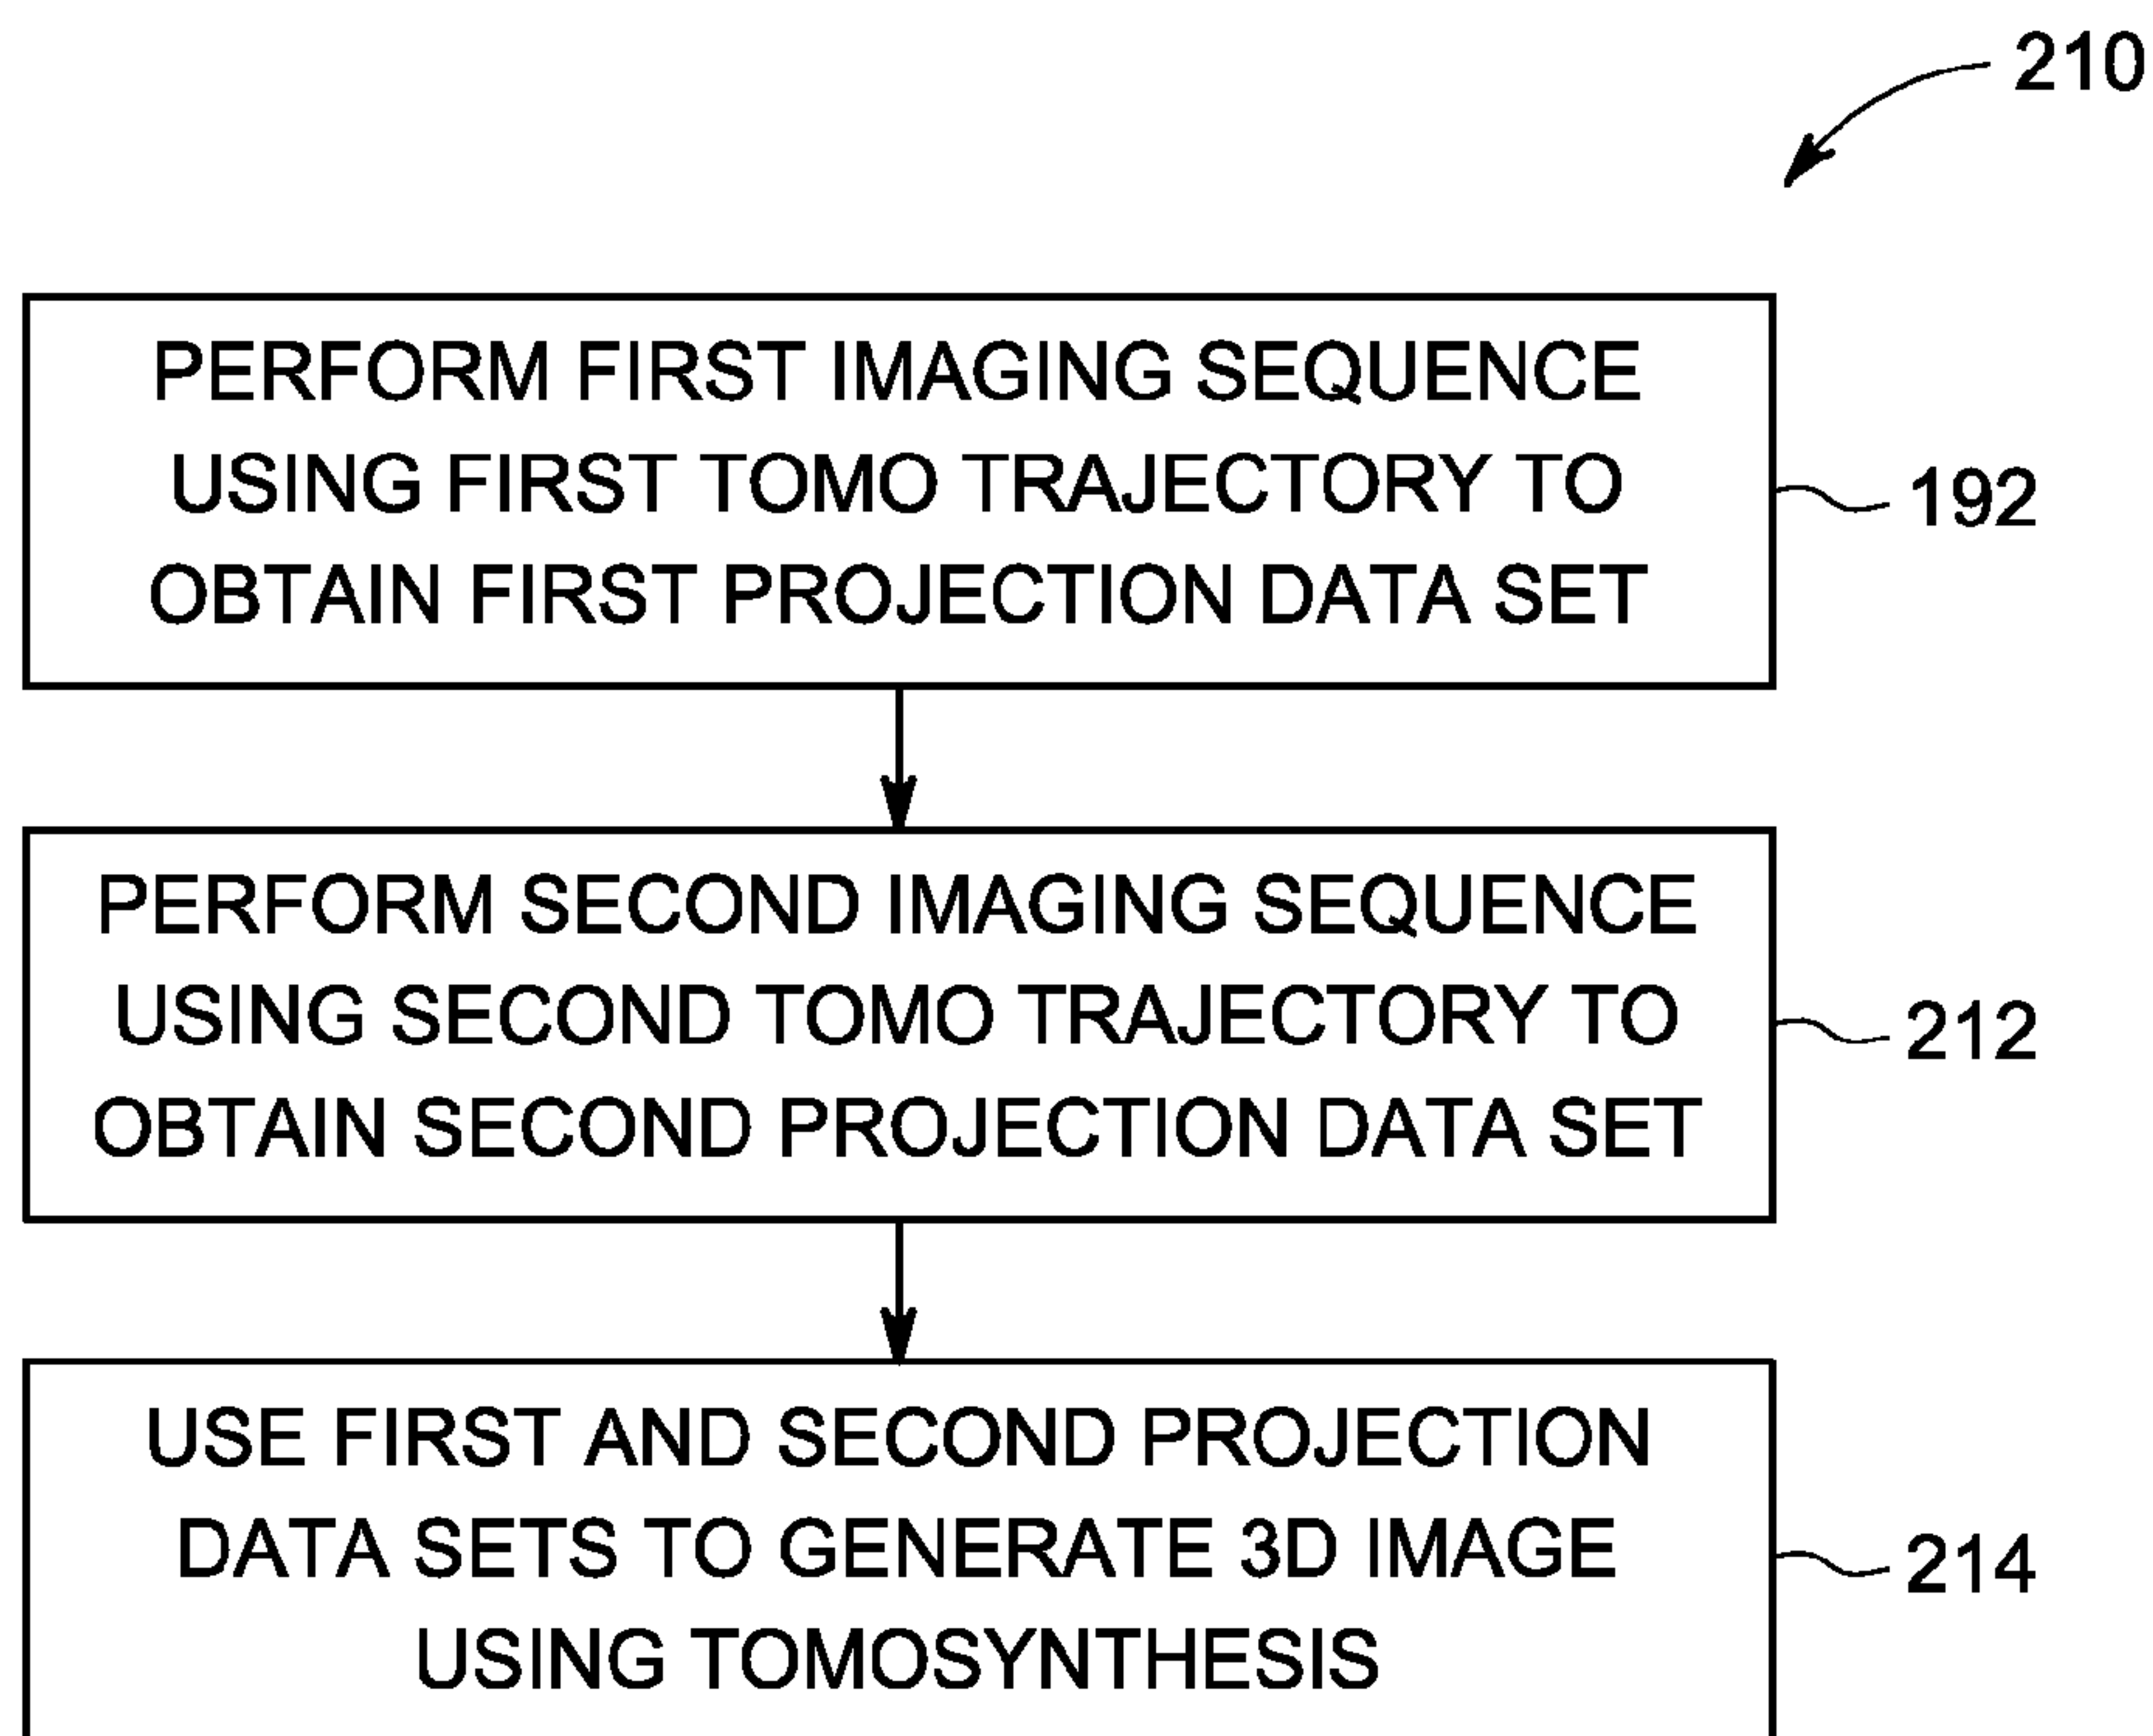 210
PERFORM FIRST IMAGING SEQUENCE
USING FIRST TOMO TRAJECTORY TO
OBTAIN FIRST PROJECTION DATA SET
192
PERFORM SECOND IMAGING SEQUENCE
USING SECOND TOMO TRAJECTORY TO
OBTAIN SECOND PROJECTION DATA SET
212
USE FIRST AND SECOND PROJECTION
DATA SETS TO GENERATE 3D IMAGE
USING TOMOSYNTHESIS
214